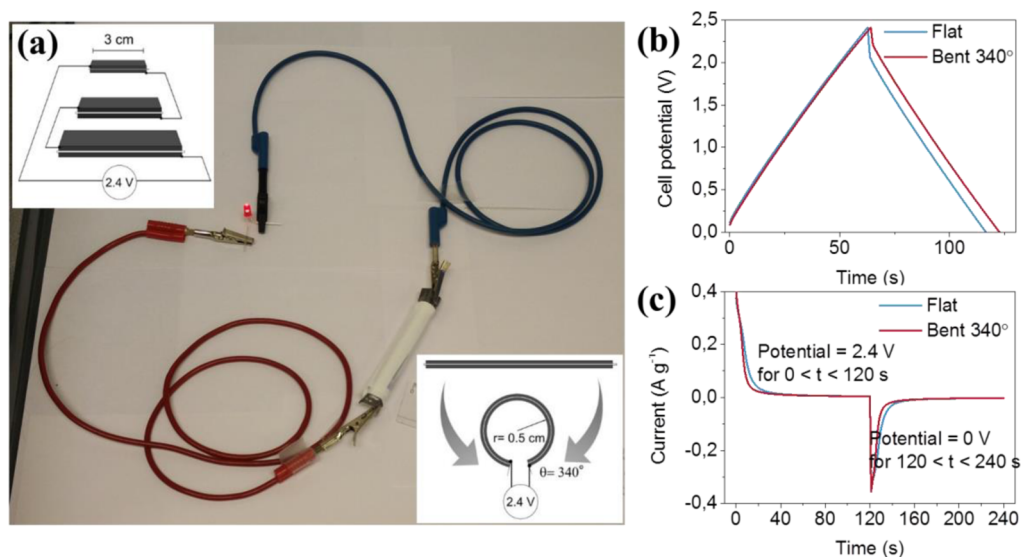 (a)
3 cm
2.4 V
r= 0.5 cm
θ= 340°
2.4 V
(b)
Flat
Bent 340°
2,5
2,0
1,5
1,0
0,5
0,0
Cell potential (V)
0
50
100
Time (s)
(c)
Flat
Bent 340°
0,4
0,2
0,0
-0,2
-0,4
Current (A g⁻¹)
Potential = 2.4 V
for 0 < t < 120 s
Potential = 0 V
for 120 < t < 240 s
0
40
80
120
160
200
240
Time (s)